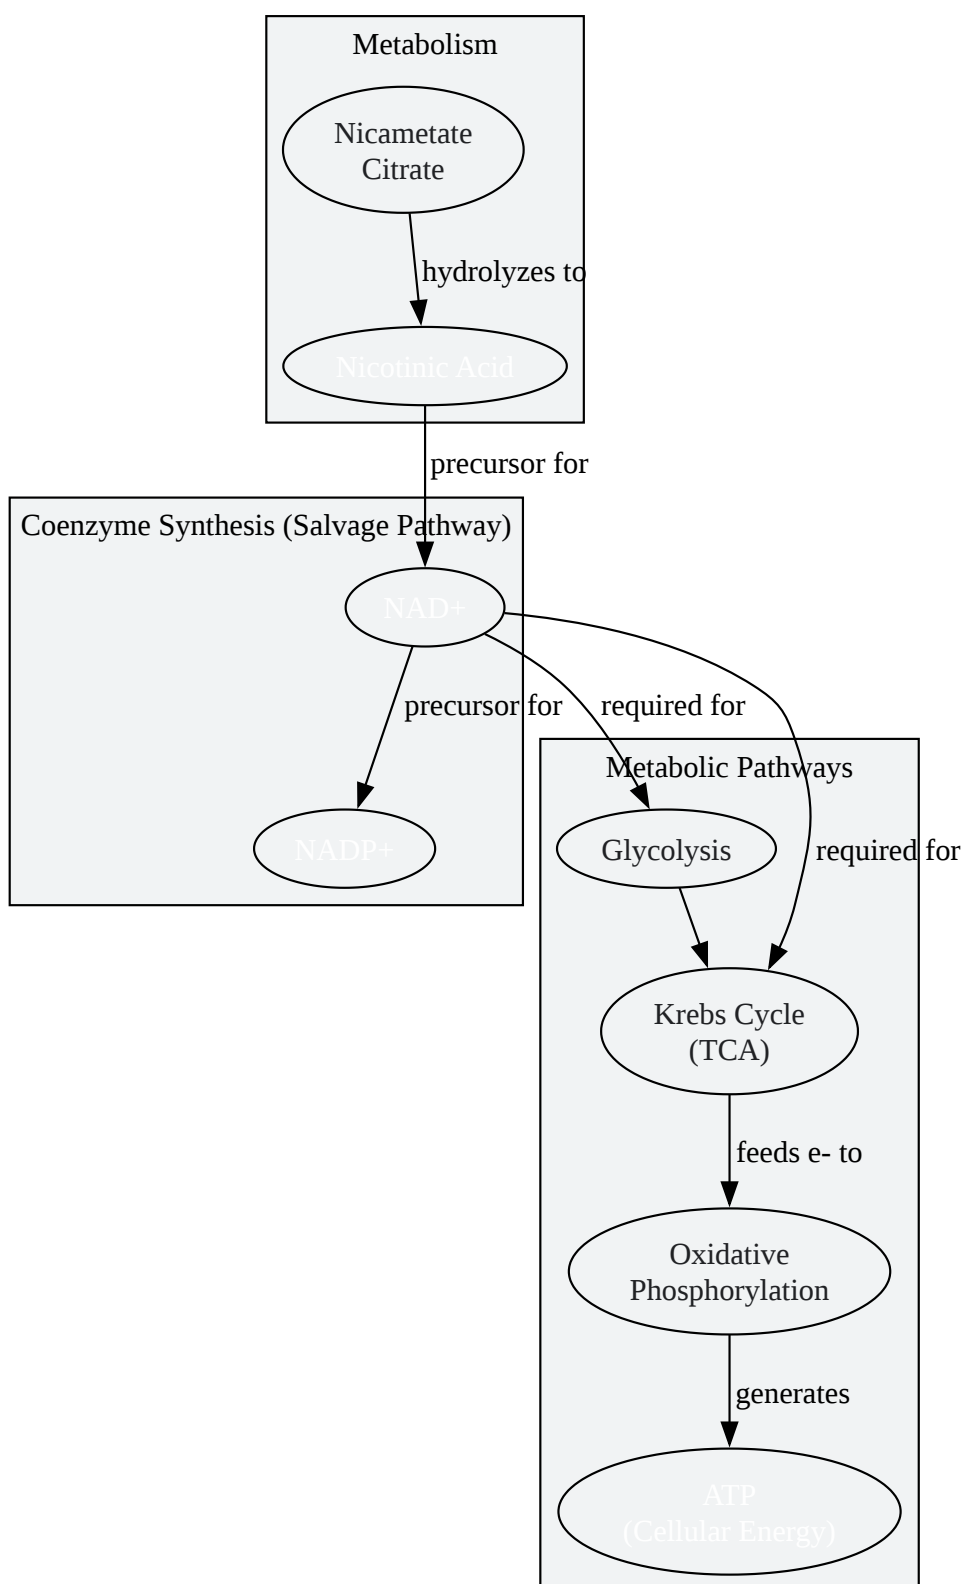 Metabolism
Nicametate
Citrate
hydrolyzes to
Nicotinic Acid
precursor for
Coenzyme Synthesis (Salvage Pathway)
NAD+
precursor for
required for
Metabolic Pathways
NADP+
Glycolysis
required for
Krebs Cycle
(TCA)
feeds e- to
Oxidative
Phosphorylation
generates
ATP
(Cellular Energy)